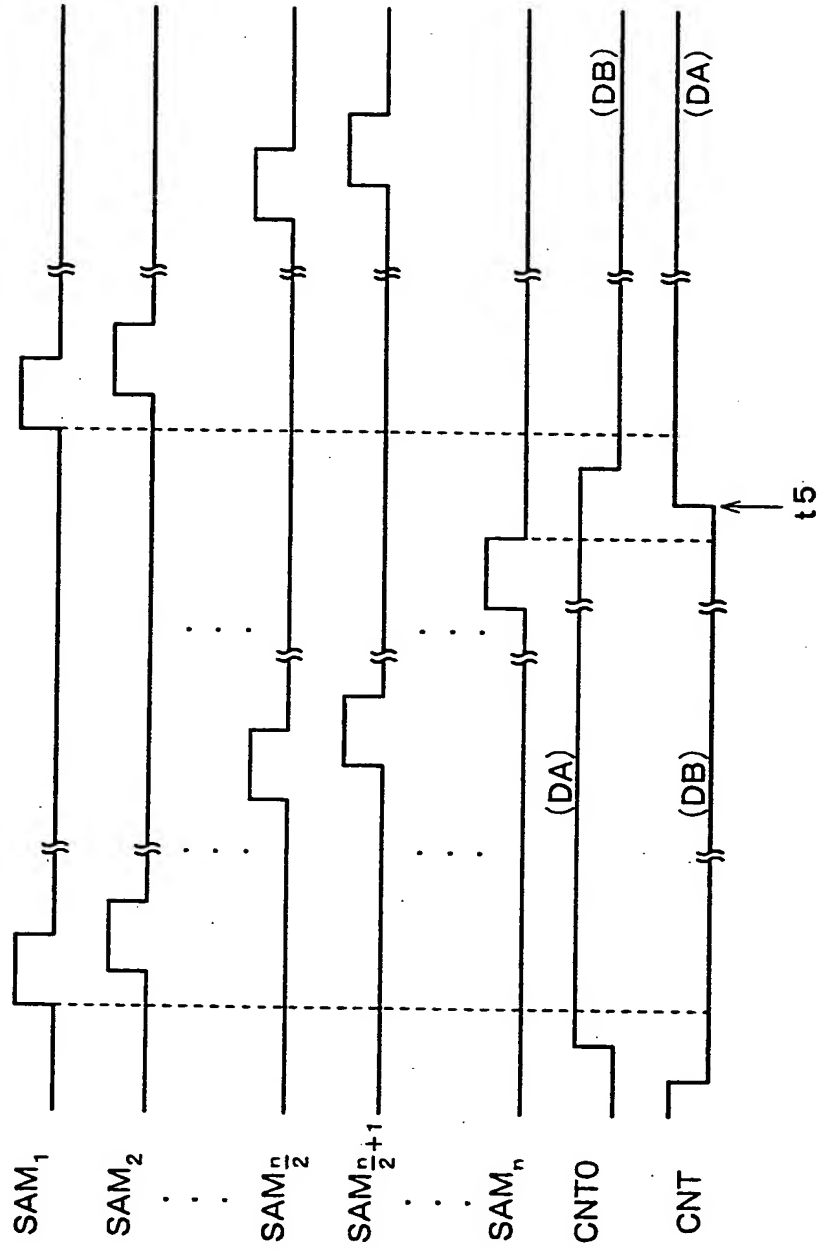 SAM1
SAM2
. . .
SAMn/2
SAMn/2+1
. . .
SAMn
CNT0 (DA) (DB)
CNT (DB) (DA)
t5